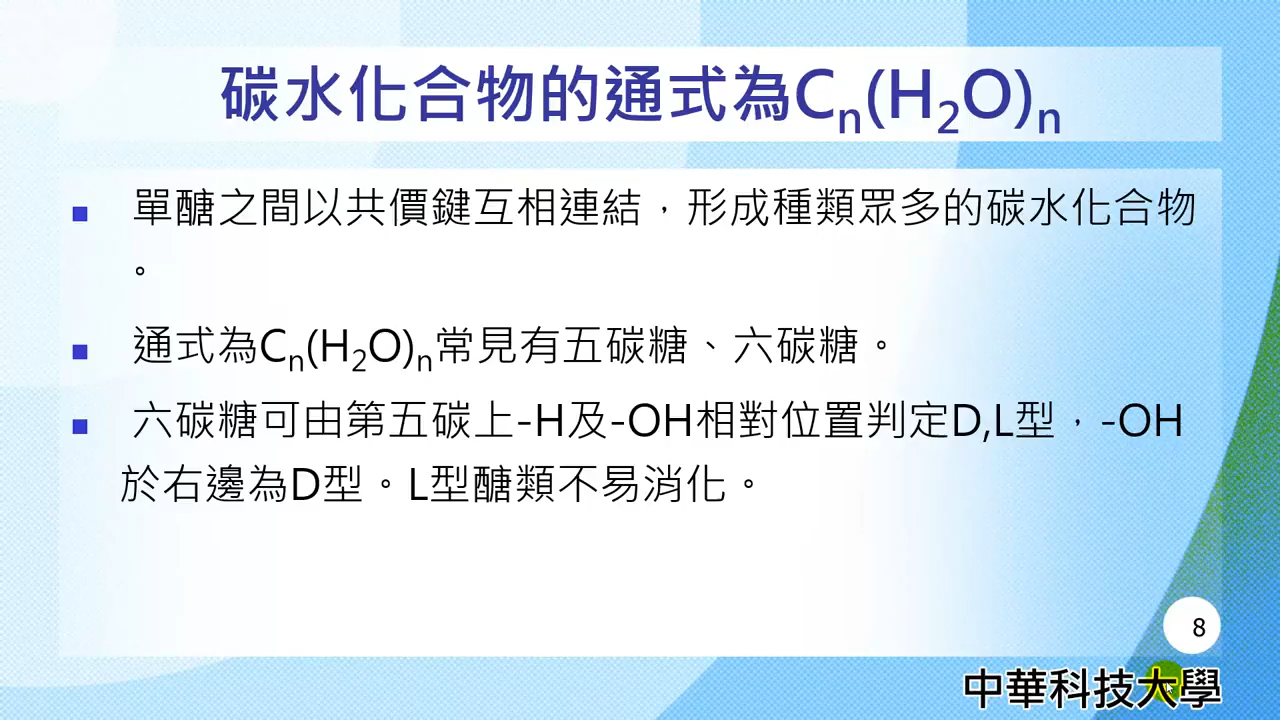 碳水化合物的通式為Cn(H2O)n
■ 單醣之間以共價鍵互相連結，形成種類眾多的碳水化合物
。
■ 通式為Cn(H2O)n常見有五碳糖、六碳糖。
■ 六碳糖可由第五碳上-H及-OH相對位置判定D,L型，-OH
於右邊為D型。L型醣類不易消化。
8
中華科技大學